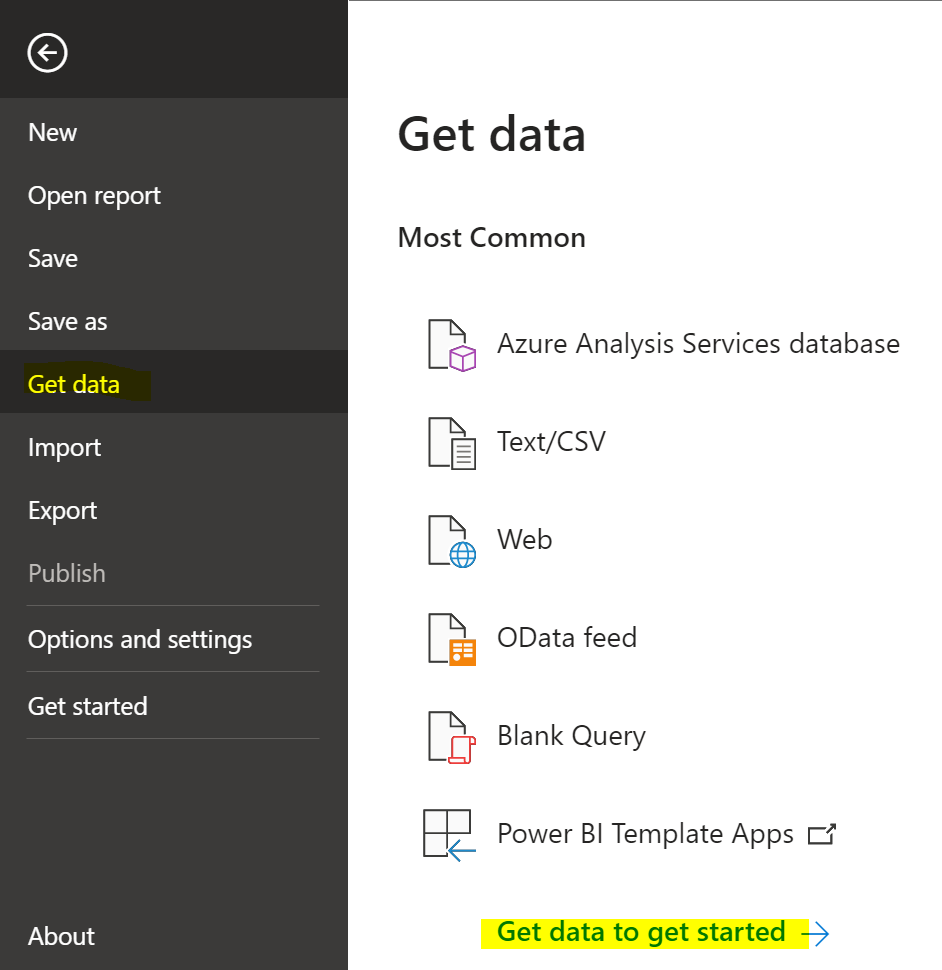 New
Open report
Save
Save as
Get data
Import
Export
Publish
Options and settings
Get started
About
Get data
Most Common
Azure Analysis Services database
Text/CSV
Web
OData feed
Blank Query
Power BI Template Apps
Get data to get started